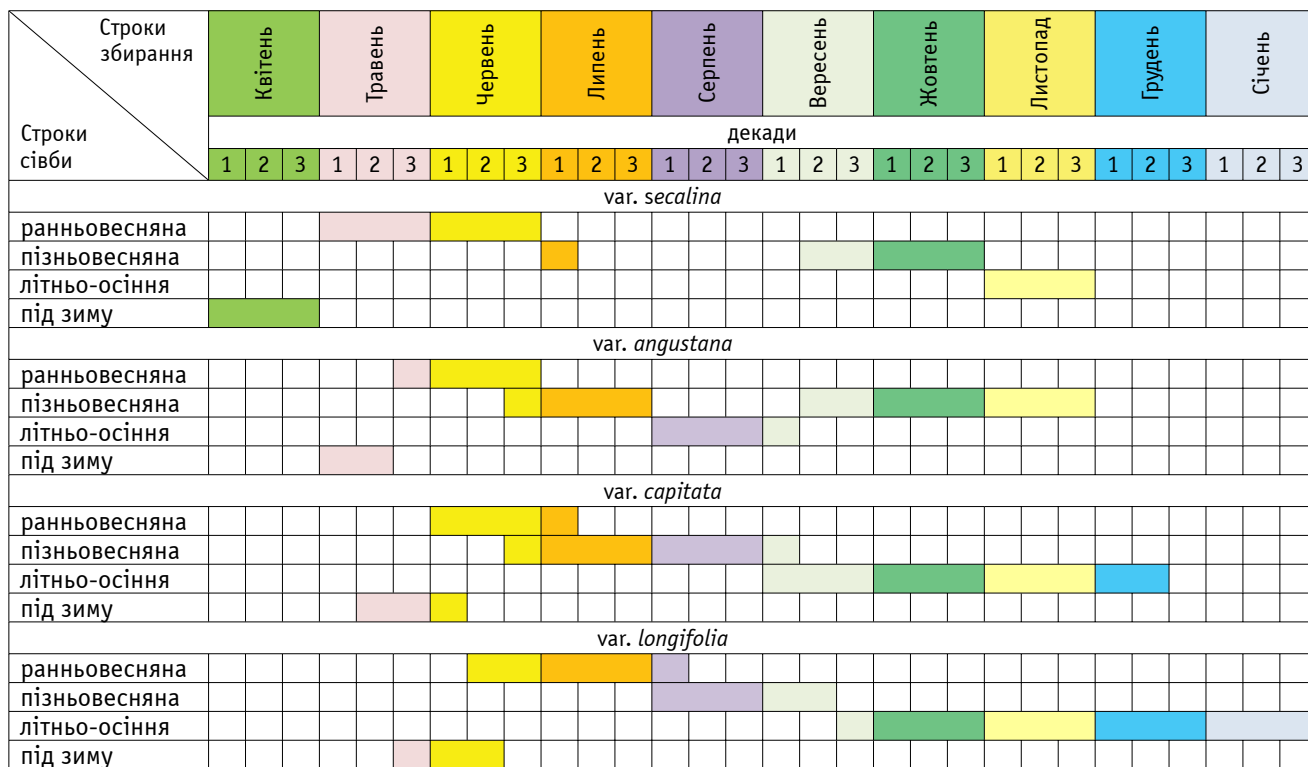 Строки
збирання
Строки
сівби
Квітень Травень Червень Липень Серпень Вересень Жовтень Листопад Грудень Січень
декади
1 2 3 1 2 3 1 2 3 1 2 3 1 2 3 1 2 3 1 2 3 1 2 3 1 2 3 1 2 3
var. secalina
ранньовесняна
пізньовесняна
літньо-осіння
під зиму
var. angustana
ранньовесняна
пізньовесняна
літньо-осіння
під зиму
var. capitata
ранньовесняна
пізньовесняна
літньо-осіння
під зиму
var. longifolia
ранньовесняна
пізньовесняна
літньо-осіння
під зиму